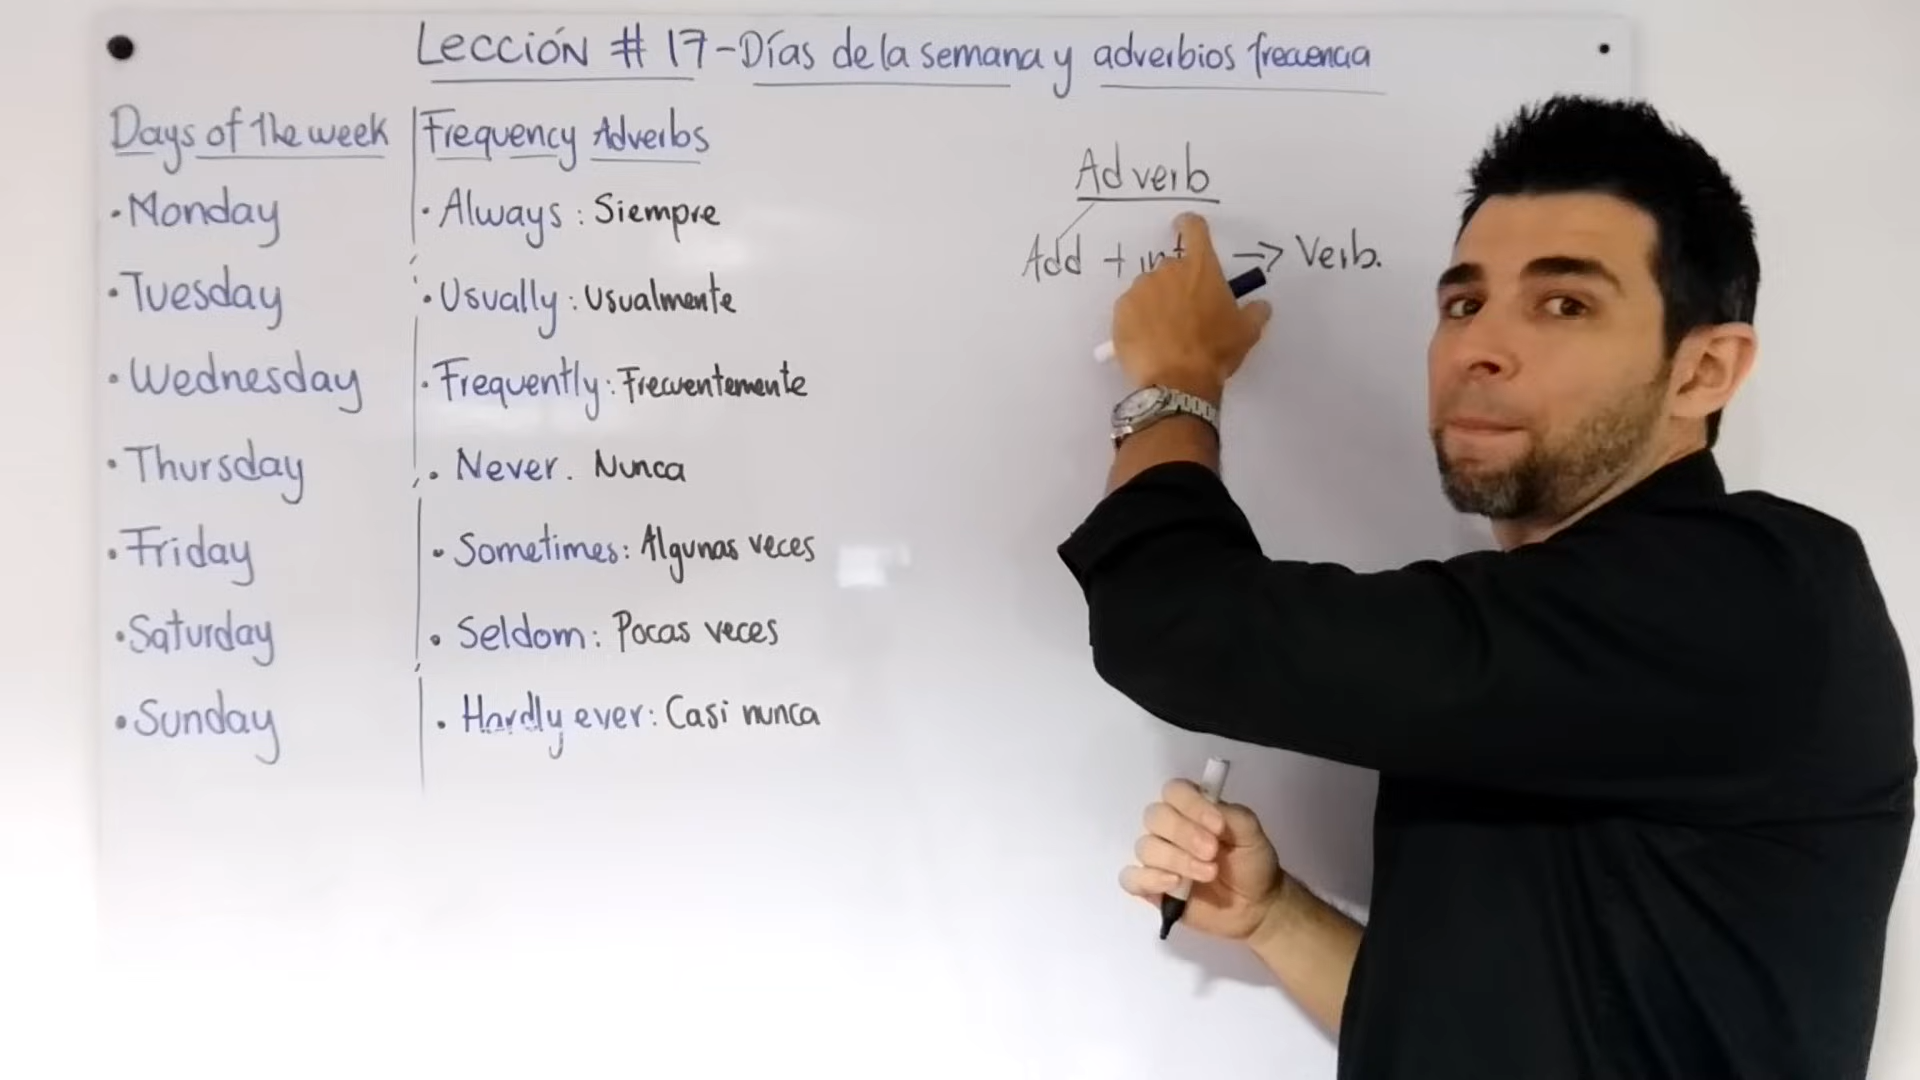 Lección # 17-Días de la semana y adverbios frecuencia
Days of the week
• Monday
• Tuesday
• Wednesday
• Thursday
• Friday
• Saturday
• Sunday
Frequency Adverbs
• Always: Siempre
• Usually: Usualmente
• Frequently: Frecuentemente
• Never. Nunca
• Sometimes: Algunas veces
• Seldom: Pocas veces
• Hardly ever: Casi nunca
Adverb
Add + → Verb.